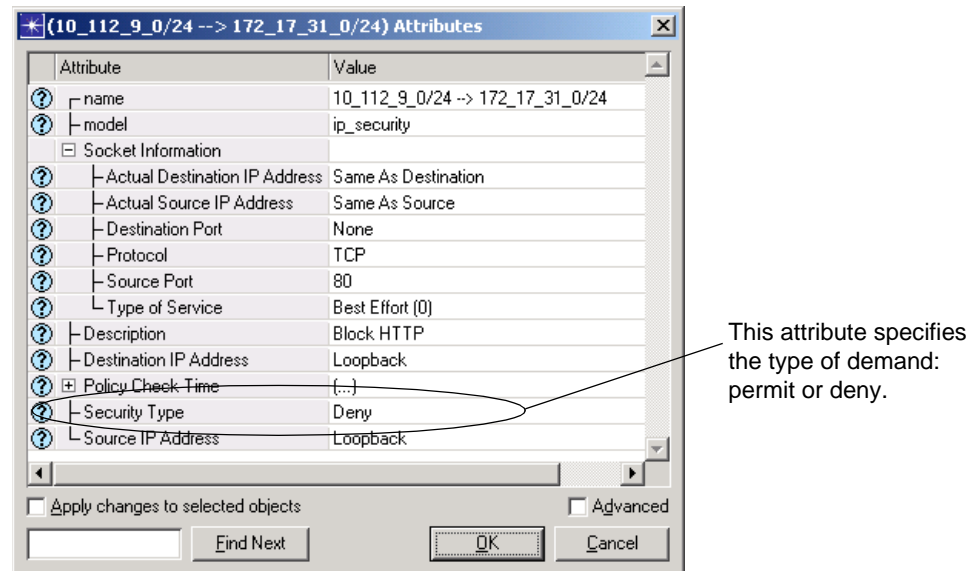 (10_112_9_0/24 --> 172_17_31_0/24) Attributes
Attribute Value
name 10_112_9_0/24 --> 172_17_31_0/24
model ip_security
Socket Information
Actual Destination IP Address Same As Destination
Actual Source IP Address Same As Source
Destination Port None
Protocol TCP
Source Port 80
Type of Service Best Effort (0)
Description Block HTTP
Destination IP Address Loopback
Policy Check Time (...)
Security Type Deny
Source IP Address Loopback
Apply changes to selected objects Advanced
Find Next OK Cancel
This attribute specifies
the type of demand:
permit or deny.